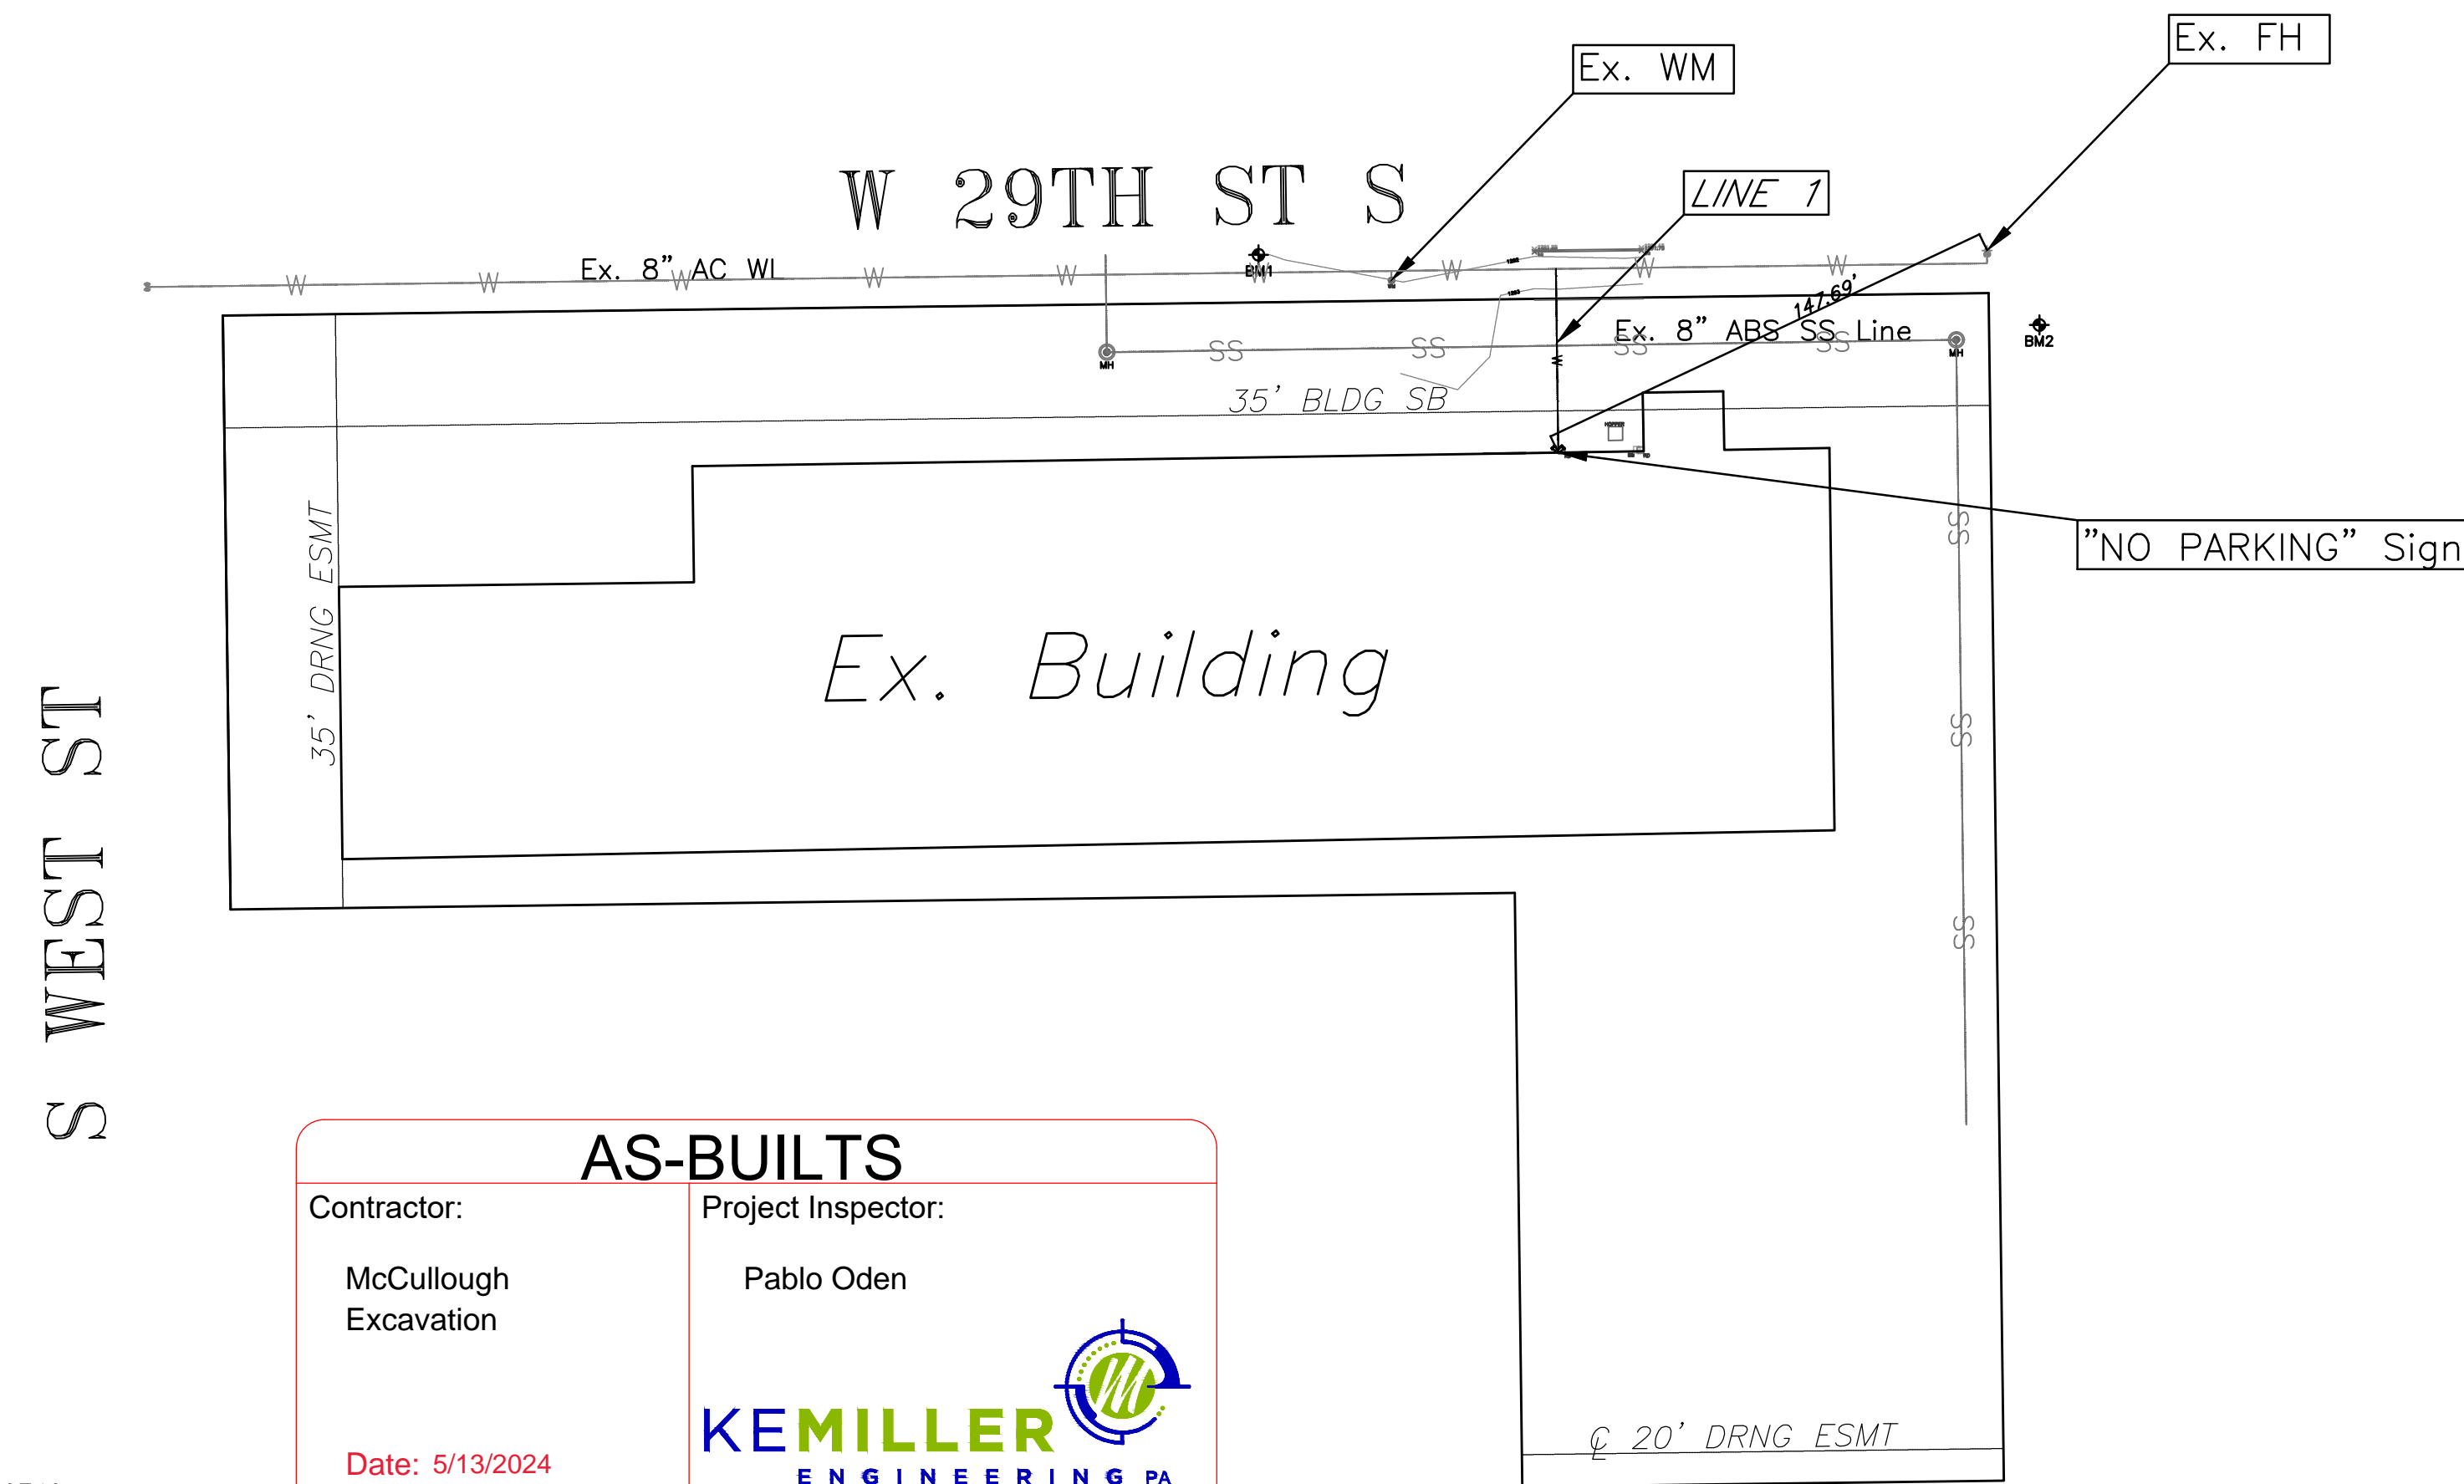 Ex. FH
Ex. WM
LINE 1
W 29TH ST S
Ex. 8" AC WL
W W W W W W W W W
BM1
147.69'
Ex. 8" ABS SS Line
SS SS SS SS
MH
MH
BM2
35' BLDG SB
HOPPER
"NO PARKING" Sign
35' DRNG ESMT
Ex. Building
SS
SS
SS
S WEST ST
AS-BUILTS
Contractor:
Project Inspector:
McCullough
Excavation
Pablo Oden
KEMILLER
ENGINEERING PA
Date: 5/13/2024
℄ 20' DRNG ESMT